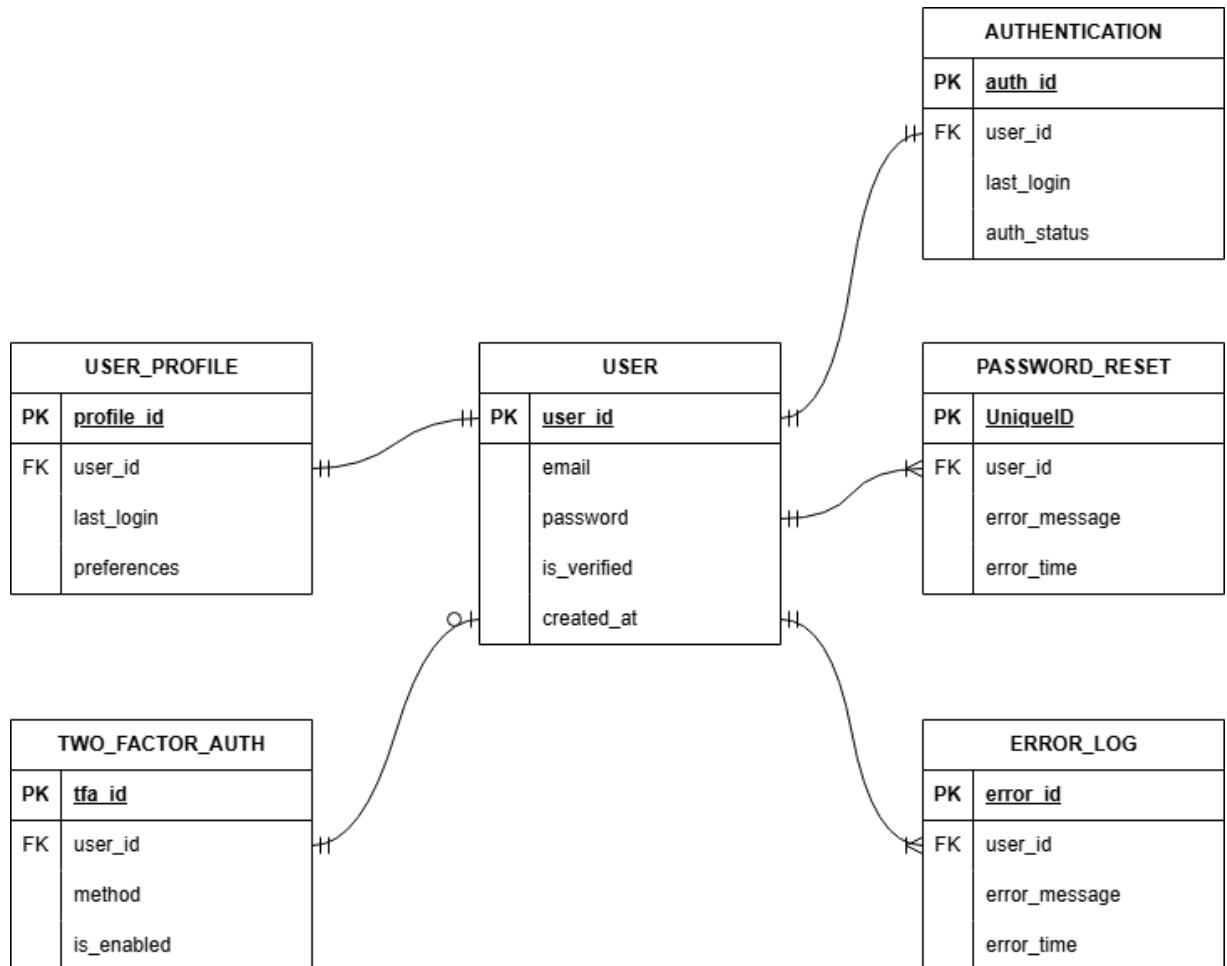 AUTHENTICATION
PK auth_id
FK user_id
last_login
auth_status
USER_PROFILE
PK profile_id
FK user_id
last_login
preferences
USER
PK user_id
email
password
is_verified
created_at
PASSWORD_RESET
PK UniqueID
FK user_id
error_message
error_time
TWO_FACTOR_AUTH
PK tfa_id
FK user_id
method
is_enabled
ERROR_LOG
PK error_id
FK user_id
error_message
error_time